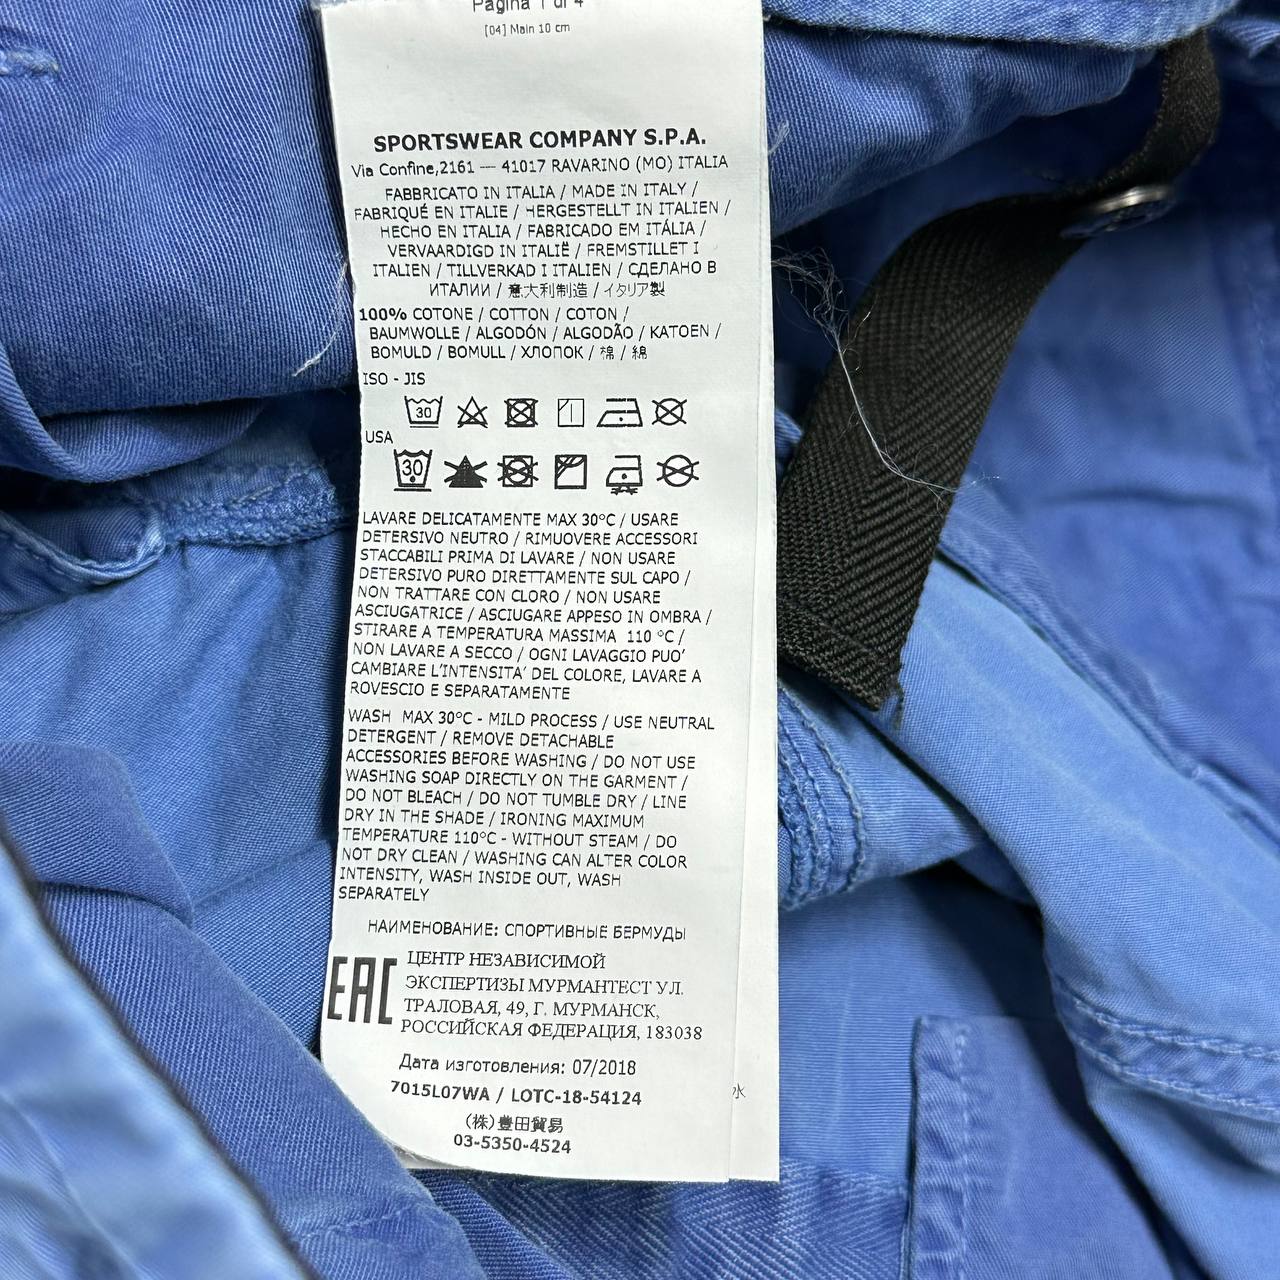 Pagina 1 di 4
[04] Main 10 cm
SPORTSWEAR COMPANY S.P.A.
Via Confine,2161 — 41017 RAVARINO (MO) ITALIA
FABBRICATO IN ITALIA / MADE IN ITALY /
FABRIQUÉ EN ITALIE / HERGESTELLT IN ITALIEN /
HECHO EN ITALIA / FABRICADO EM ITÁLIA /
VERVAARDIGD IN ITALIË / FREMSTILLET I
ITALIEN / TILLVERKAD I ITALIEN / СДЕЛАНО В
ИТАЛИИ / 意大利制造 / イタリア製
100% COTONE / COTTON / COTON /
BAUMWOLLE / ALGODÓN / ALGODÃO / KATOEN /
BOMULD / BOMULL / ХЛОПОК / 棉 / 綿
ISO - JIS
30
USA
30
LAVARE DELICATAMENTE MAX 30°C / USARE
DETERSIVO NEUTRO / RIMUOVERE ACCESSORI
STACCABILI PRIMA DI LAVARE / NON USARE
DETERSIVO PURO DIRETTAMENTE SUL CAPO /
NON TRATTARE CON CLORO / NON USARE
ASCIUGATRICE / ASCIUGARE APPESO IN OMBRA /
STIRARE A TEMPERATURA MASSIMA 110 °C /
NON LAVARE A SECCO / OGNI LAVAGGIO PUO'
CAMBIARE L'INTENSITA' DEL COLORE, LAVARE A
ROVESCIO E SEPARATAMENTE
WASH MAX 30°C - MILD PROCESS / USE NEUTRAL
DETERGENT / REMOVE DETACHABLE
ACCESSORIES BEFORE WASHING / DO NOT USE
WASHING SOAP DIRECTLY ON THE GARMENT /
DO NOT BLEACH / DO NOT TUMBLE DRY / LINE
DRY IN THE SHADE / IRONING MAXIMUM
TEMPERATURE 110°C - WITHOUT STEAM / DO
NOT DRY CLEAN / WASHING CAN ALTER COLOR
INTENSITY, WASH INSIDE OUT, WASH
SEPARATELY
НАИМЕНОВАНИЕ: СПОРТИВНЫЕ БЕРМУДЫ
EAC
ЦЕНТР НЕЗАВИСИМОЙ
ЭКСПЕРТИЗЫ МУРМАНТЕСТ УЛ.
ТРАЛОВАЯ, 49, Г. МУРМАНСК,
РОССИЙСКАЯ ФЕДЕРАЦИЯ, 183038
Дата изготовления: 07/2018
7015L07WA / LOTC-18-54124
(株)豊田貿易
03-5350-4524
水